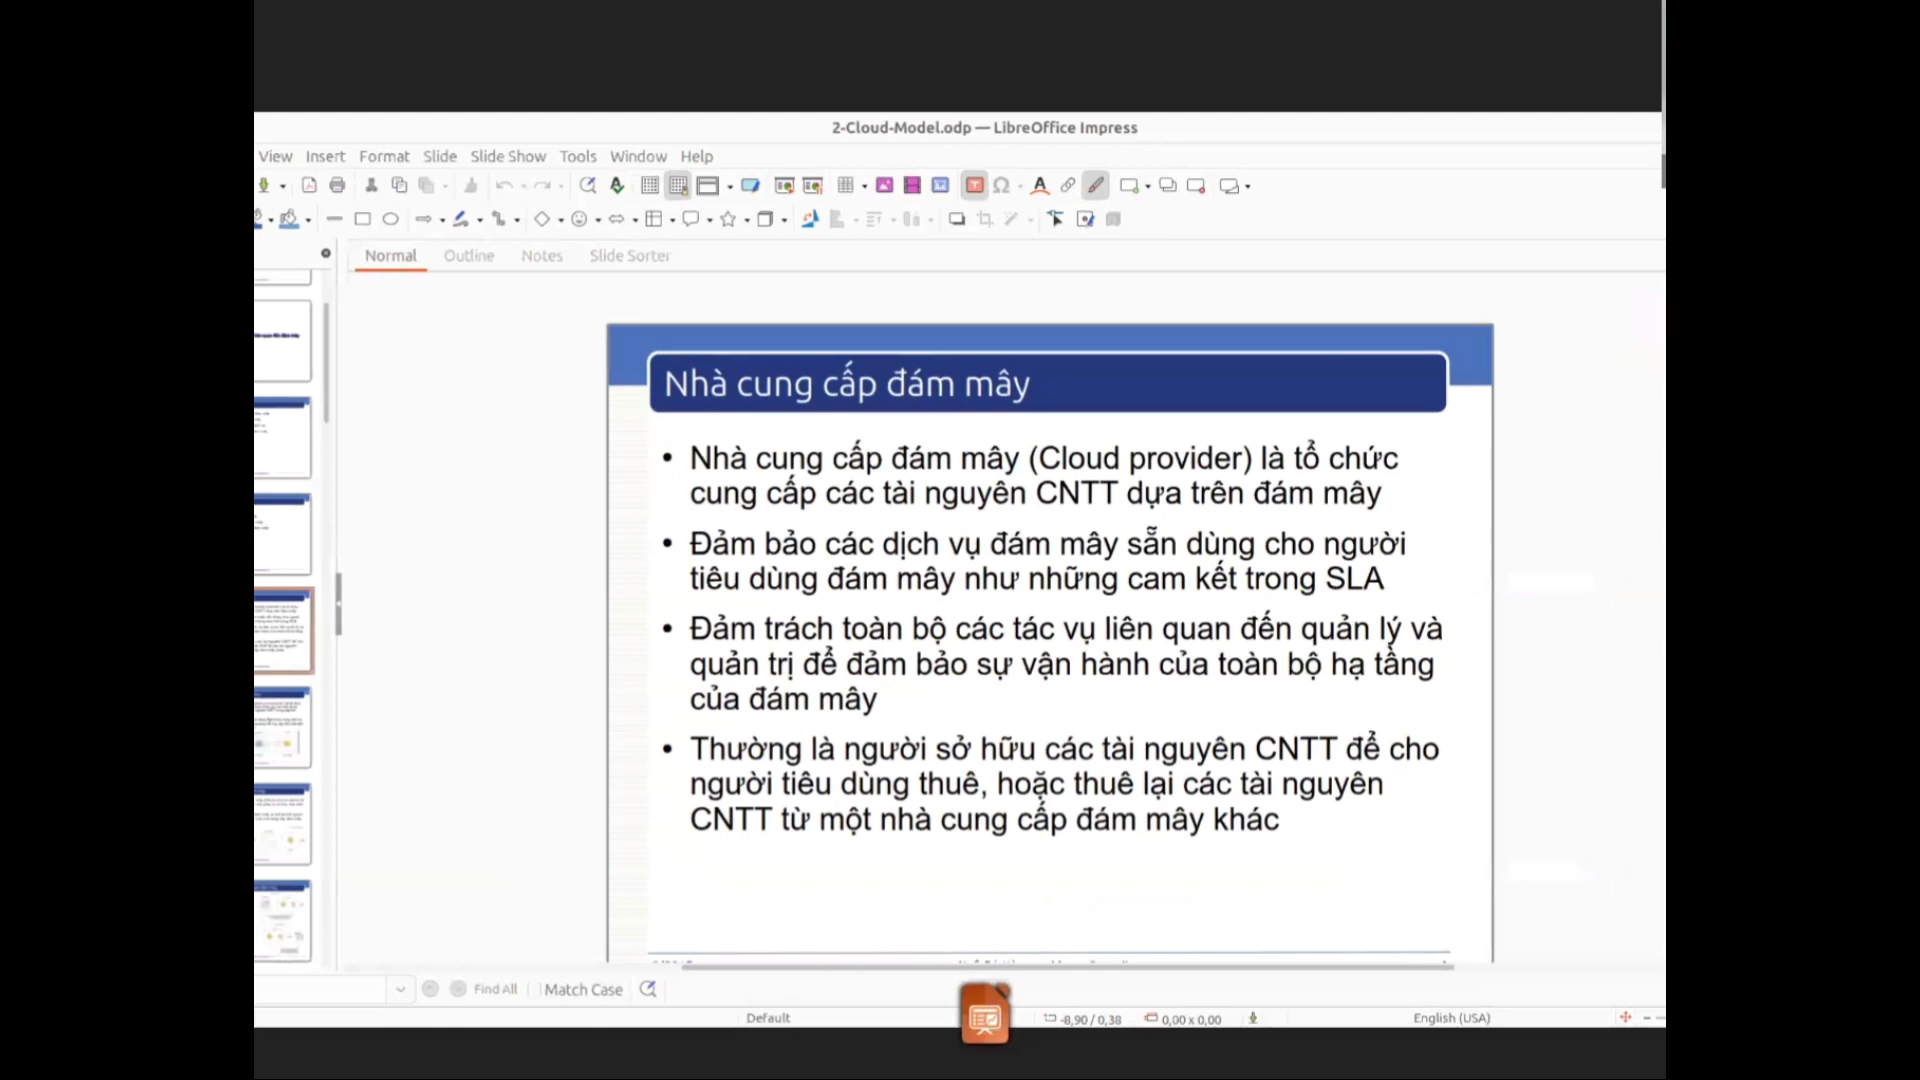 2-Cloud-Model.odp — LibreOffice Impress
View Insert Format Slide Slide Show Tools Window Help
Normal Outline Notes Slide Sorter
Nhà cung cấp đám mây
• Nhà cung cấp đám mây (Cloud provider) là tổ chức
cung cấp các tài nguyên CNTT dựa trên đám mây
• Đảm bảo các dịch vụ đám mây sẵn dùng cho người
tiêu dùng đám mây như những cam kết trong SLA
• Đảm trách toàn bộ các tác vụ liên quan đến quản lý và
quản trị để đảm bảo sự vận hành của toàn bộ hạ tầng
của đám mây
• Thường là người sở hữu các tài nguyên CNTT để cho
người tiêu dùng thuê, hoặc thuê lại các tài nguyên
CNTT từ một nhà cung cấp đám mây khác
Find All Match Case
Default -8,90 / 0,38 0,00 x 0,00 English (USA)